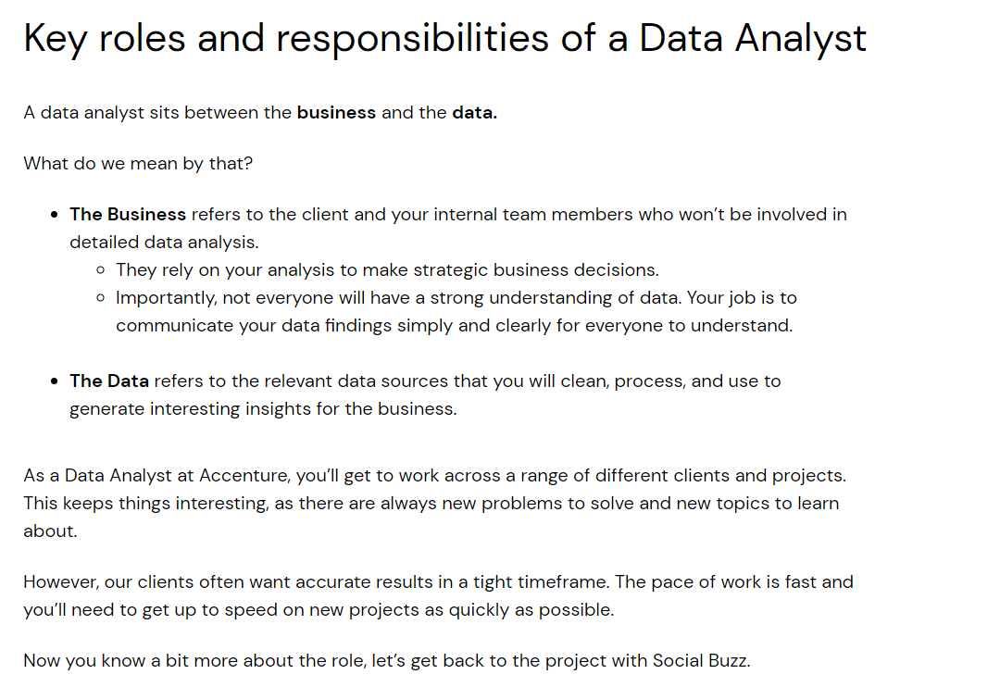 Key roles and responsibilities of a Data Analyst
A data analyst sits between the business and the data.
What do we mean by that?
• The Business refers to the client and your internal team members who won’t be involved in
detailed data analysis.
○ They rely on your analysis to make strategic business decisions.
○ Importantly, not everyone will have a strong understanding of data. Your job is to
communicate your data findings simply and clearly for everyone to understand.
• The Data refers to the relevant data sources that you will clean, process, and use to
generate interesting insights for the business.
As a Data Analyst at Accenture, you’ll get to work across a range of different clients and projects.
This keeps things interesting, as there are always new problems to solve and new topics to learn
about.
However, our clients often want accurate results in a tight timeframe. The pace of work is fast and
you’ll need to get up to speed on new projects as quickly as possible.
Now you know a bit more about the role, let’s get back to the project with Social Buzz.